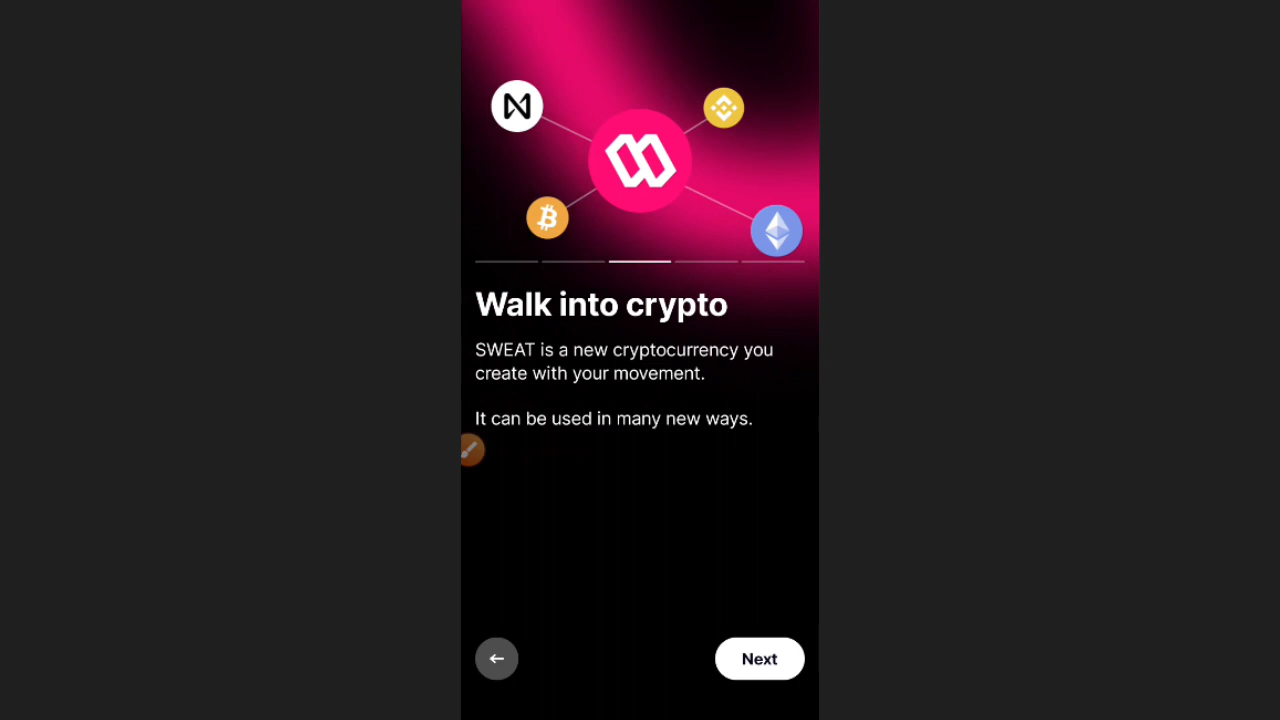 Walk into crypto
SWEAT is a new cryptocurrency you
create with your movement.
It can be used in many new ways.
Next